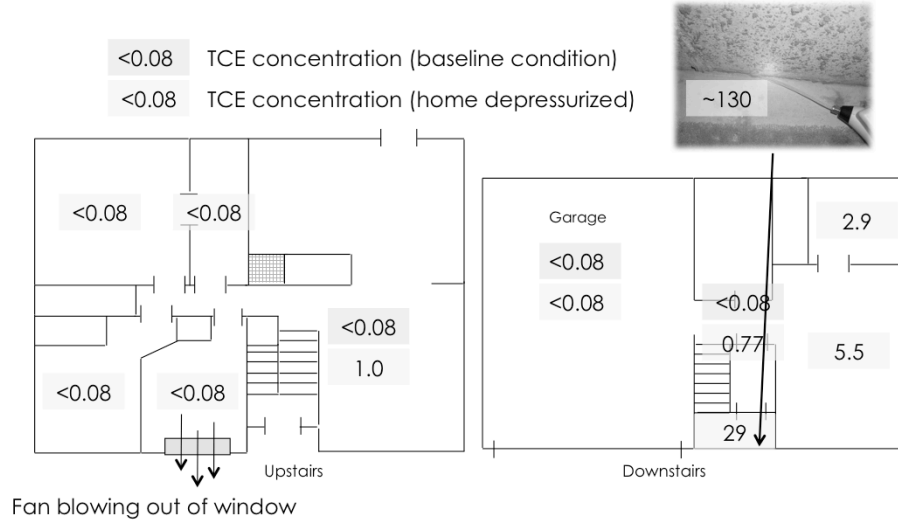 <0.08 TCE concentration (baseline condition)
<0.08 TCE concentration (home depressurized)
~130
<0.08
<0.08
2.9
Garage
<0.08
<0.08
<0.08
<0.08
0.77
1.0
5.5
<0.08
<0.08
29
Upstairs
Downstairs
Fan blowing out of window